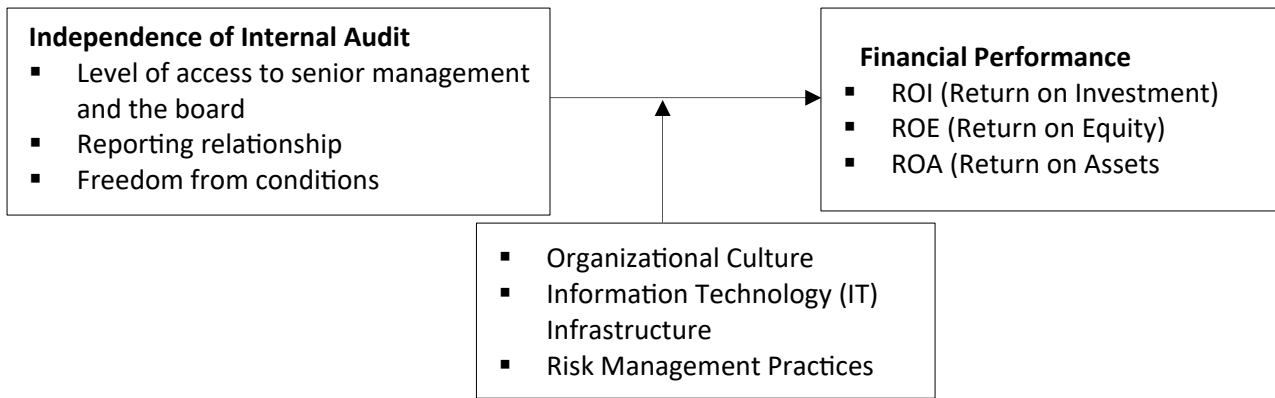 Independence of Internal Audit
▪ Level of access to senior management
and the board
▪ Reporting relationship
▪ Freedom from conditions
Financial Performance
▪ ROI (Return on Investment)
▪ ROE (Return on Equity)
▪ ROA (Return on Assets
▪ Organizational Culture
▪ Information Technology (IT)
Infrastructure
▪ Risk Management Practices